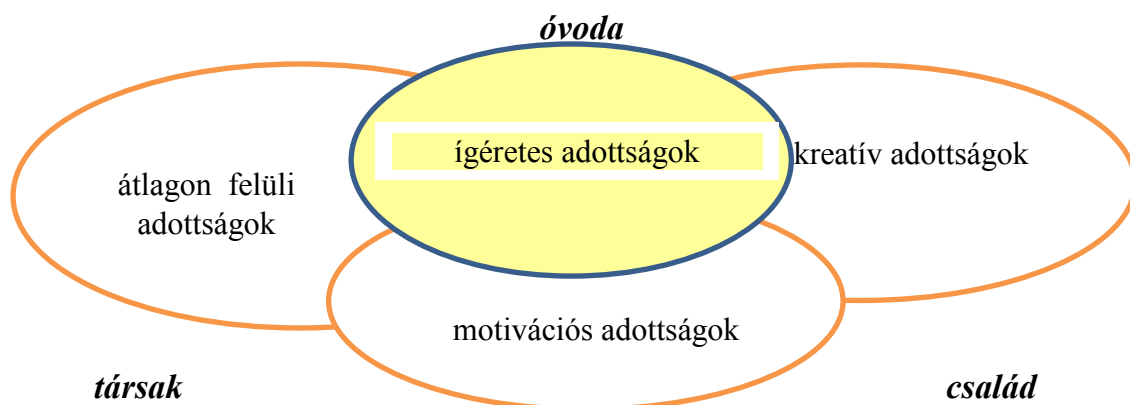 óvoda
ígéretes adottságok
kreatív adottságok
átlagon felüli
adottságok
motivációs adottságok
társak
család